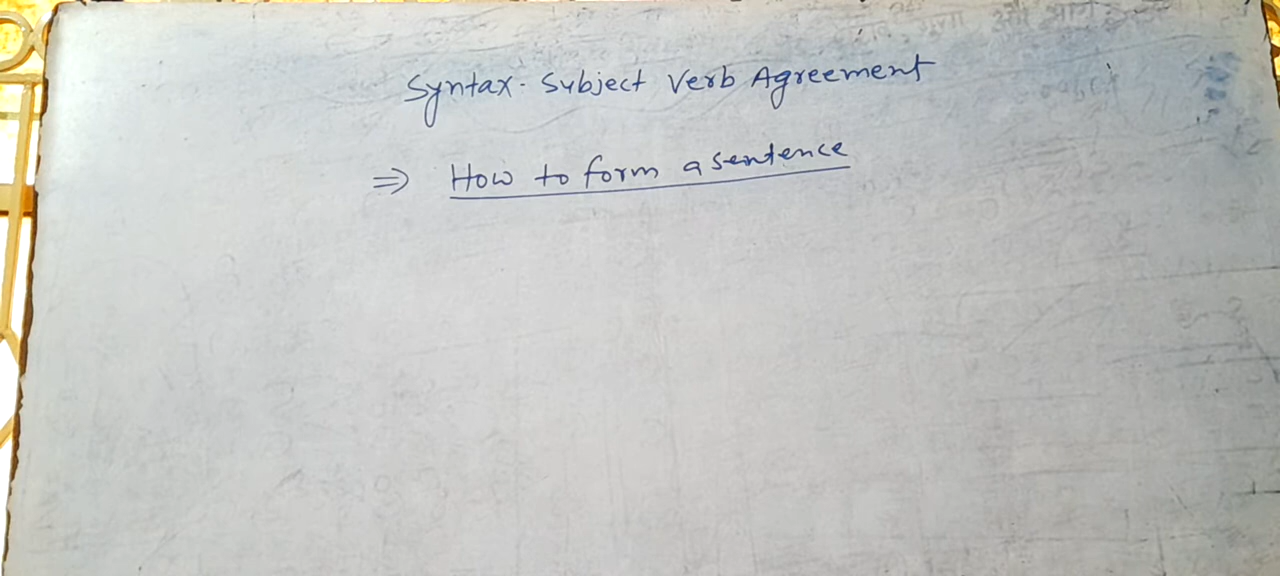 Syntax - Subject Verb Agreement
⇒ How to form a sentence